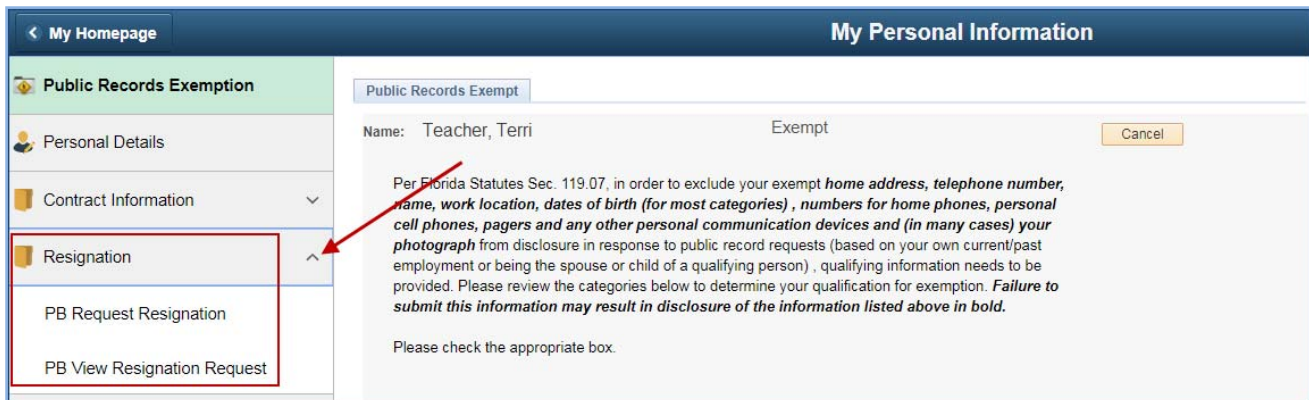 My Homepage
My Personal Information
Public Records Exemption
Personal Details
Contract Information
Resignation
PB Request Resignation
PB View Resignation Request
Public Records Exempt
Name: Teacher, Terri
Exempt
Cancel
Per Florida Statutes Sec. 119.07, in order to exclude your exempt home address, telephone number,
name, work location, dates of birth (for most categories) , numbers for home phones, personal
cell phones, pagers and any other personal communication devices and (in many cases) your
photograph from disclosure in response to public record requests (based on your own current/past
employment or being the spouse or child of a qualifying person) , qualifying information needs to be
provided. Please review the categories below to determine your qualification for exemption. Failure to
submit this information may result in disclosure of the information listed above in bold.
Please check the appropriate box.